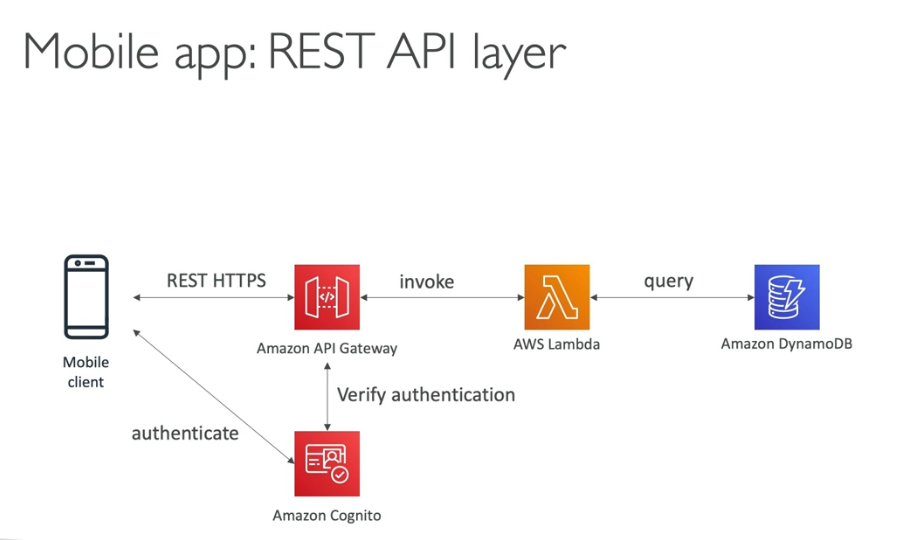 Mobile app: REST API layer
REST HTTPS
invoke
query
Amazon API Gateway
AWS Lambda
Amazon DynamoDB
Mobile
client
Verify authentication
authenticate
Amazon Cognito